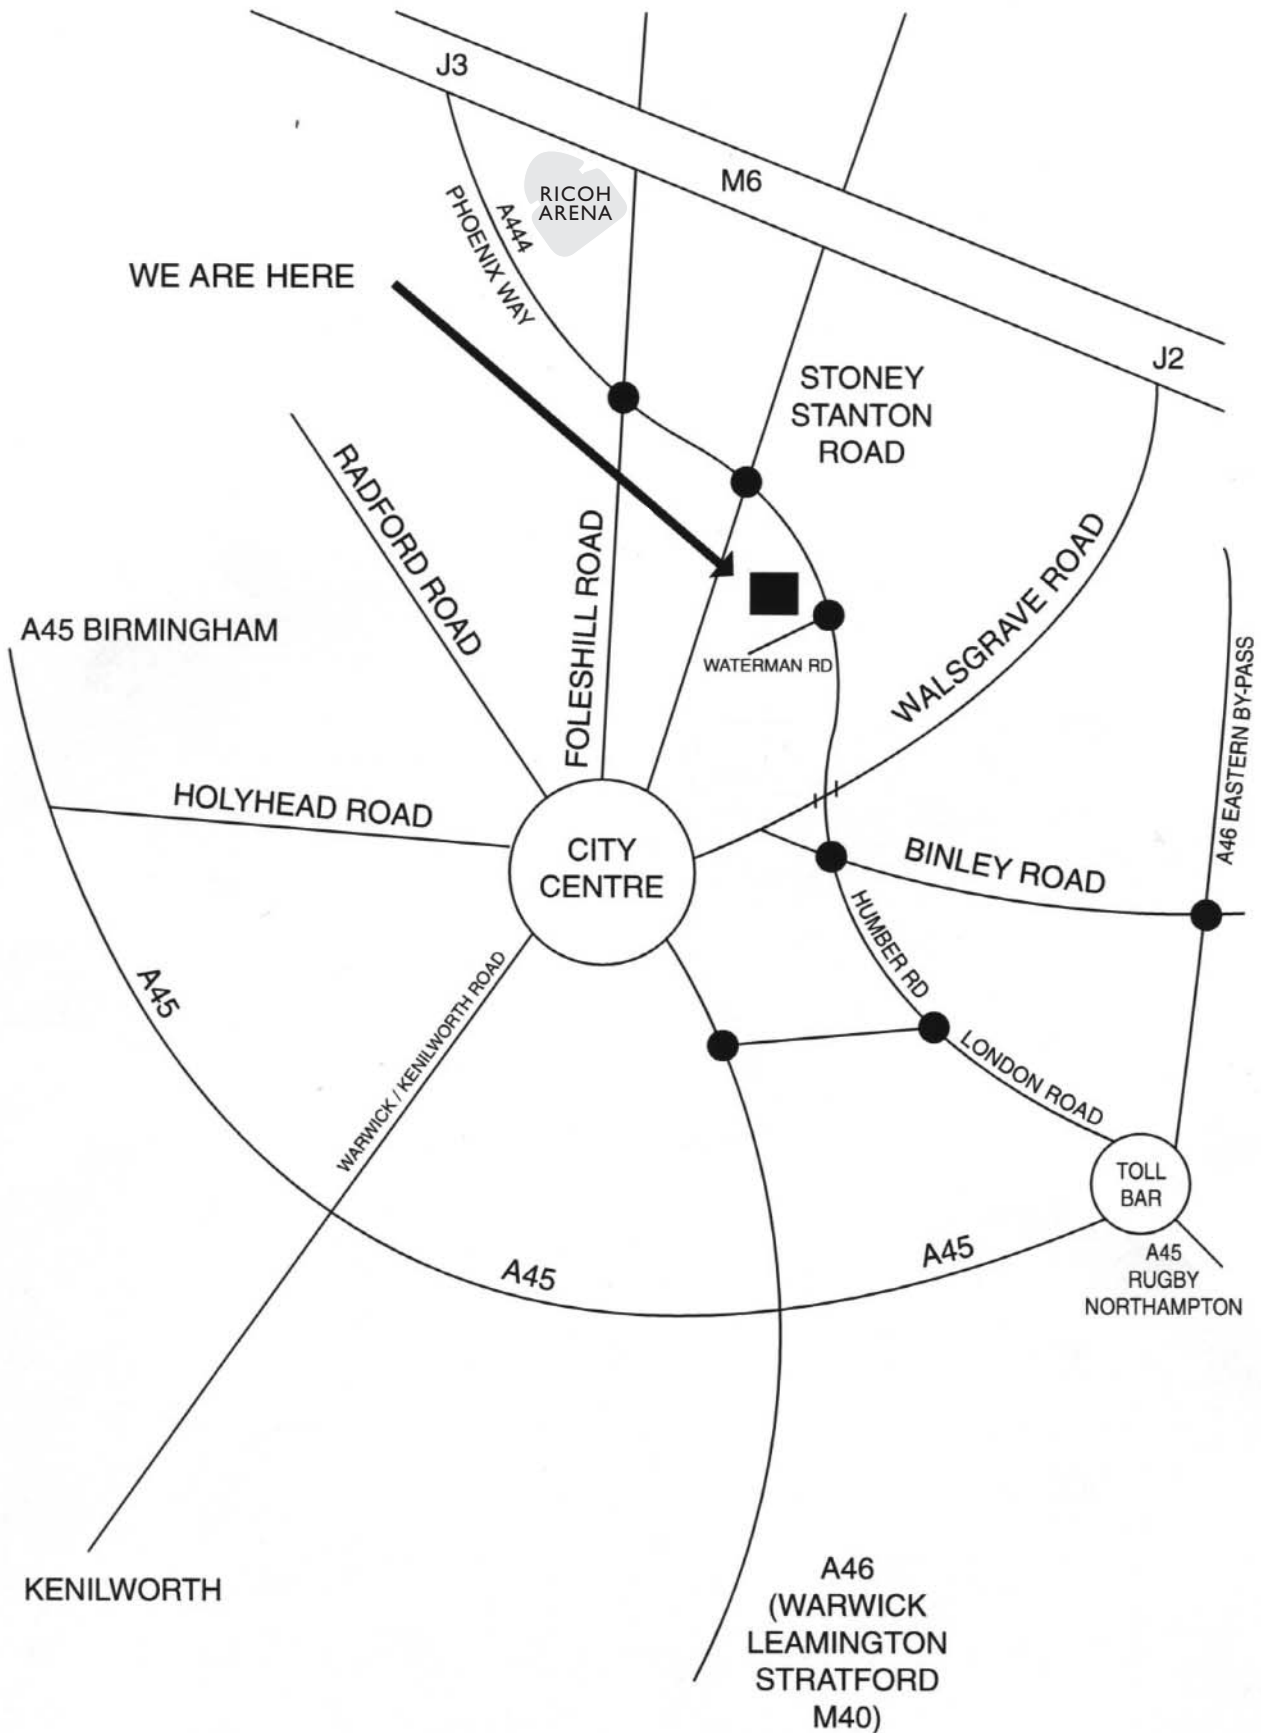 J3
M6
RICOH
ARENA
A444
PHOENIX WAY
WE ARE HERE
J2
STONEY
STANTON
ROAD
RADFORD ROAD
FOLESHILL ROAD
WALSGRAVE ROAD
A45 BIRMINGHAM
WATERMAN RD
A46 EASTERN BY-PASS
HOLYHEAD ROAD
CITY
CENTRE
BINLEY ROAD
HUMBER RD
A45
WARWICK / KENILWORTH ROAD
LONDON ROAD
TOLL
BAR
A45
A45
A45
RUGBY
NORTHAMPTON
KENILWORTH
A46
(WARWICK
LEAMINGTON
STRATFORD
M40)